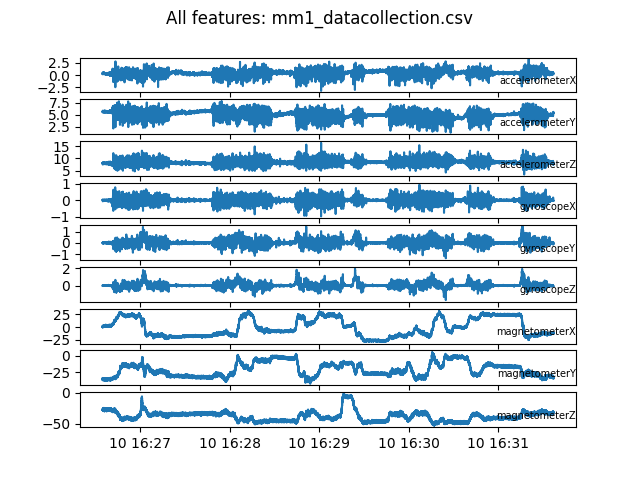 All features: mm1_datacollection.csv
2.5
0.0
−2.5
accelerometerX
7.5
5.0
2.5
accelerometerY
15
10
5
accelerometerZ
1
0
−1
gyroscopeX
1
0
−1
gyroscopeY
2
0
gyroscopeZ
25
0
−25
magnetometerX
0
−25
magnetometerY
0
−50
magnetometerZ
10 16:27 10 16:28 10 16:29 10 16:30 10 16:31